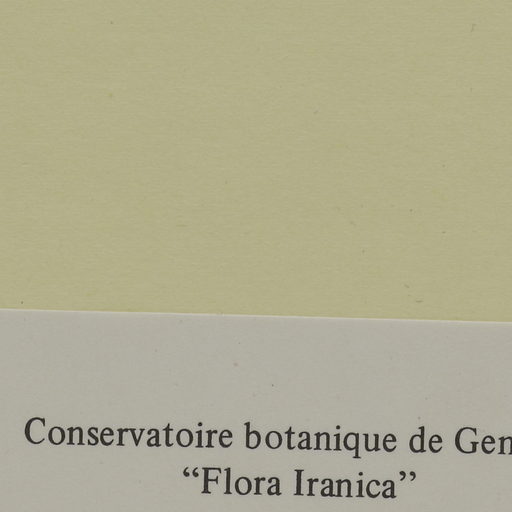 Conservatoire botanique de Gen
“Flora Iranica”